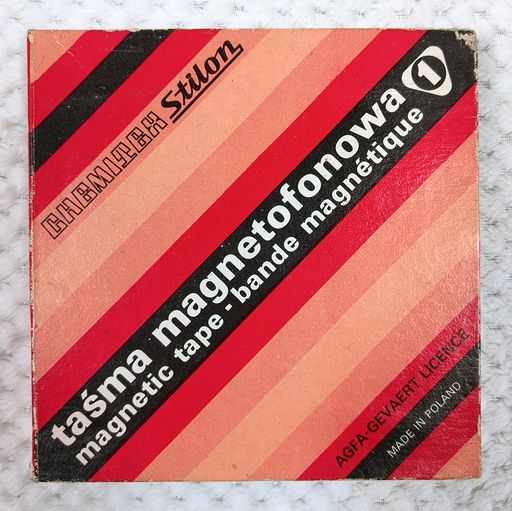 CHEMITEX Stilon
taśma magnetofonowa 1
magnetic tape - bande magnétique
AGFA-GEVAERT LICENCE
MADE IN POLAND